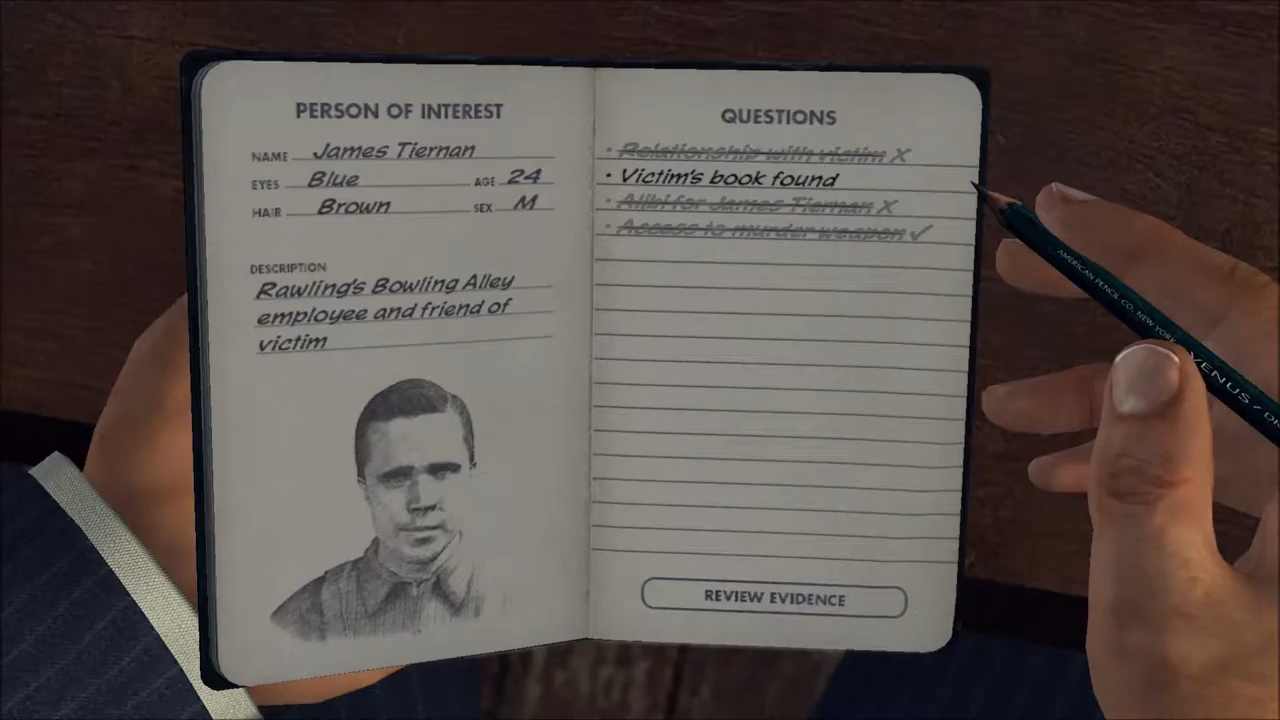 PERSON OF INTEREST
NAME James Tiernan
EYES Blue AGE 24
HAIR Brown SEX M
DESCRIPTION
Rawling's Bowling Alley
employee and friend of
victim
QUESTIONS
• Relationship with victim X
• Victim's book found
• Alibi for James Tiernan X
• Access to murder weapon ✓
REVIEW EVIDENCE
AMERICAN PENCIL CO. NEW YORK VENUS